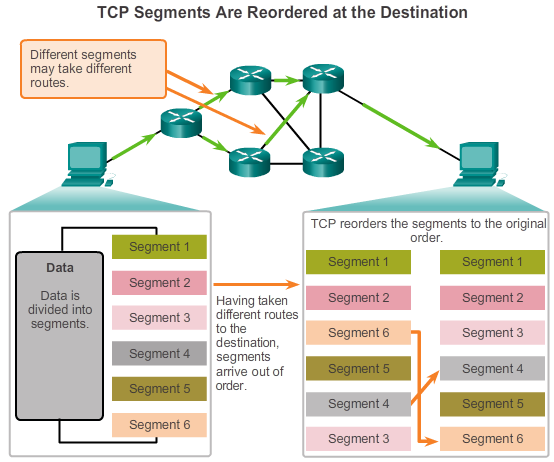 TCP Segments Are Reordered at the Destination
Different segments
may take different
routes.
Data
Data is
divided into
segments.
Segment 1
Segment 2
Segment 3
Segment 4
Segment 5
Segment 6
Having taken
different routes
to the
destination,
segments
arrive out of
order.
TCP reorders the segments to the original
order.
Segment 1
Segment 2
Segment 6
Segment 5
Segment 4
Segment 3
Segment 1
Segment 2
Segment 3
Segment 4
Segment 5
Segment 6